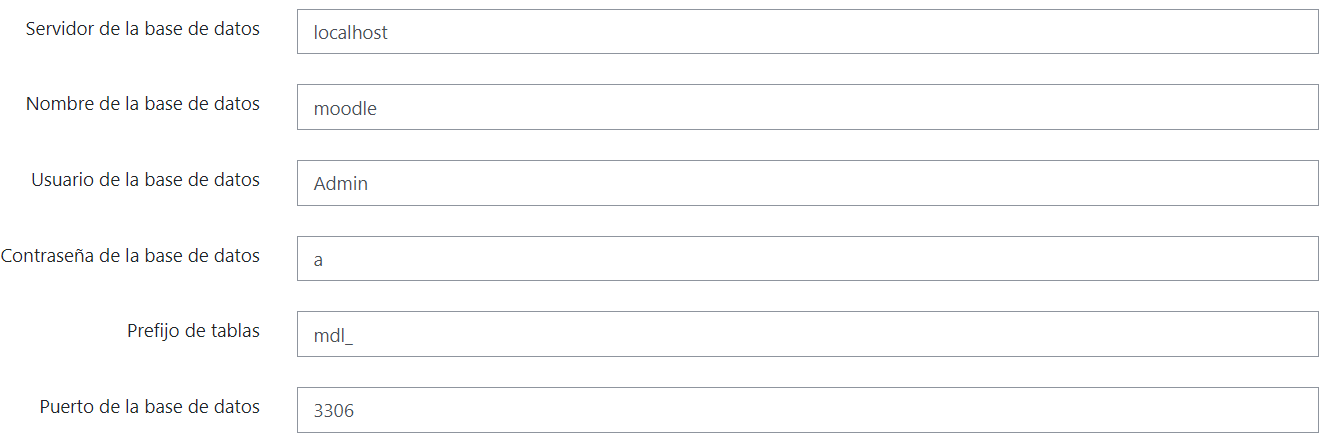 Servidor de la base de datos
localhost
Nombre de la base de datos
moodle
Usuario de la base de datos
Admin
Contraseña de la base de datos
a
Prefijo de tablas
mdl_
Puerto de la base de datos
3306